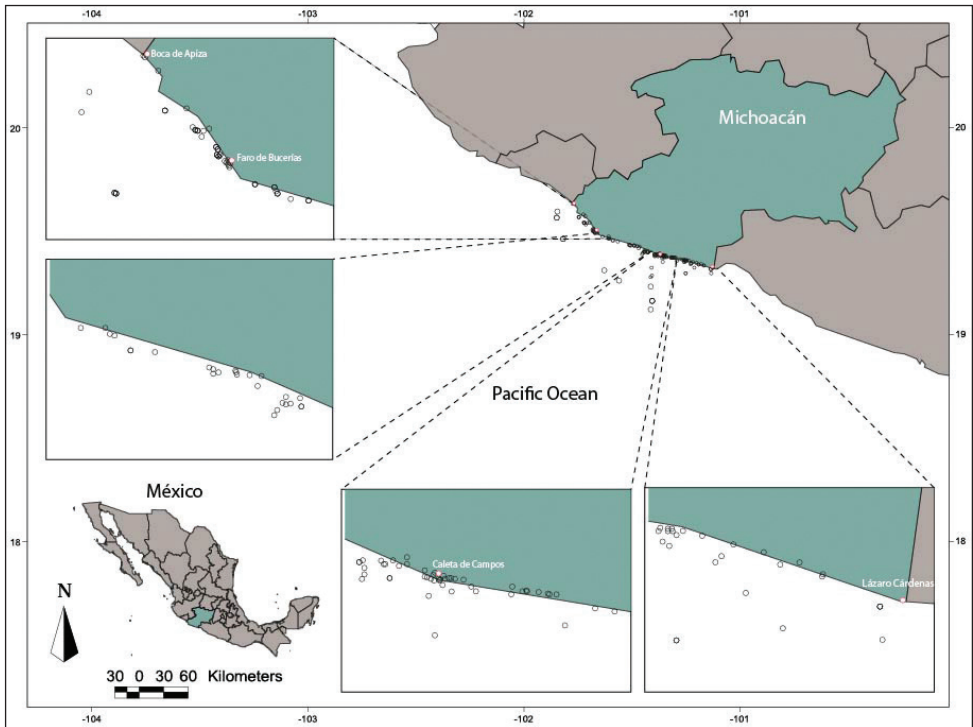 -104 -103 -102 -101
Boca de Apiza
Faro de Bucerías
Michoacán
20 20
19 19
Pacific Ocean
México
18 18
Caleta de Campos
Lázaro Cárdenas
N
30 0 30 60 Kilometers
-104 -103 -102 -101